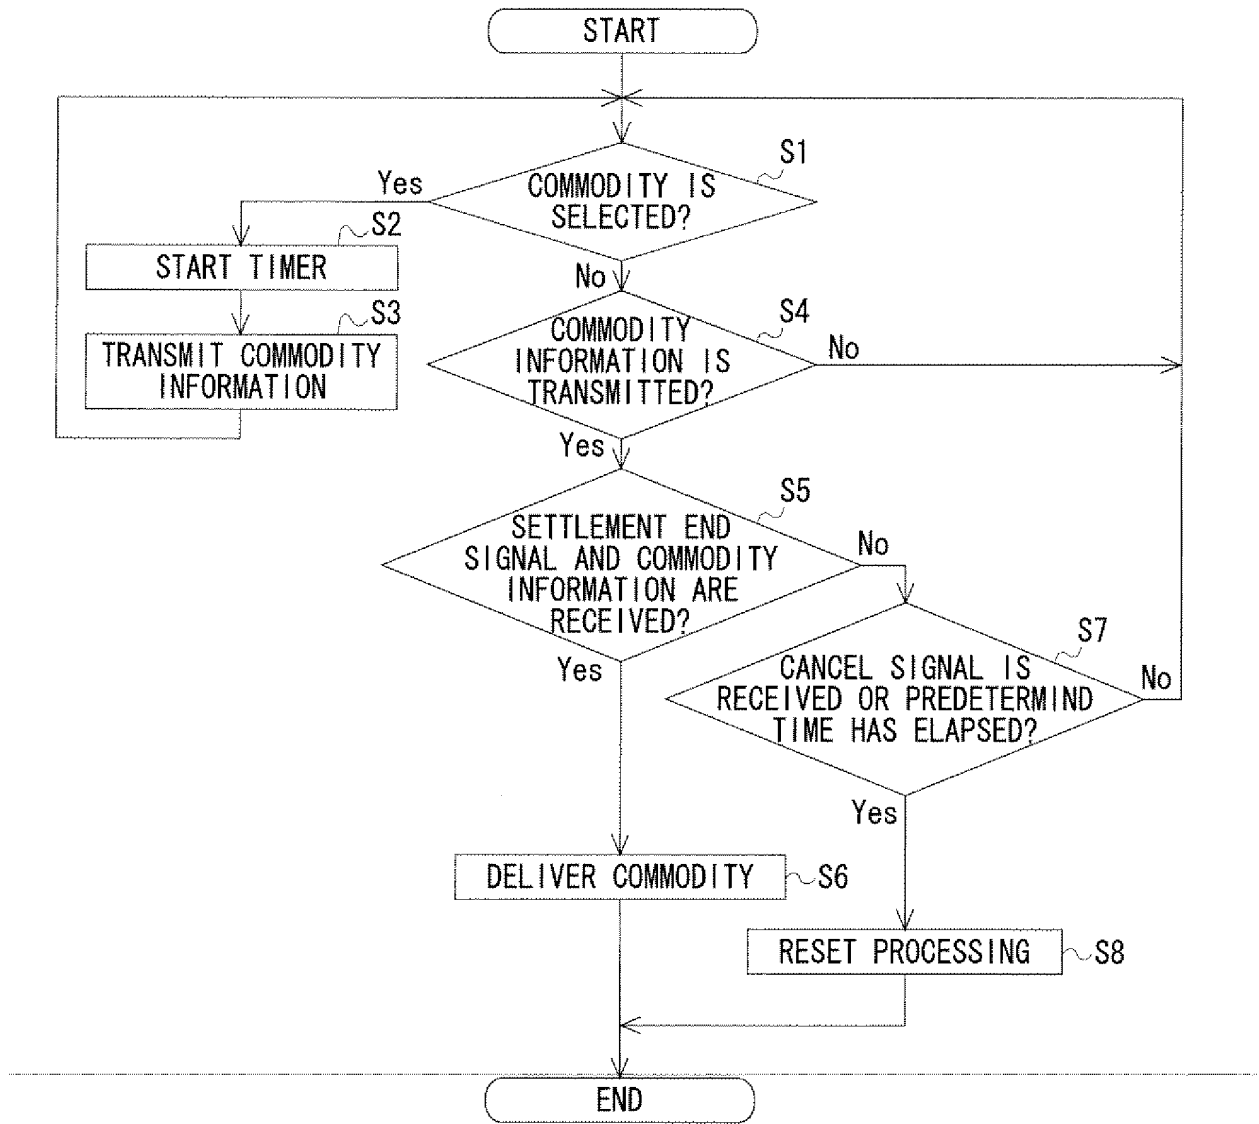 START
S1
Yes
COMMODITY IS
SELECTED?
S2
START TIMER
No
S3
S4
TRANSMIT COMMODITY
INFORMATION
COMMODITY
INFORMATION IS
TRANSMITTED?
No
Yes
S5
SETTLEMENT END
SIGNAL AND COMMODITY
INFORMATION ARE
RECEIVED?
No
Yes
S7
CANCEL SIGNAL IS
RECEIVED OR PREDETERMIND
TIME HAS ELAPSED?
No
Yes
DELIVER COMMODITY
S6
RESET PROCESSING
S8
END